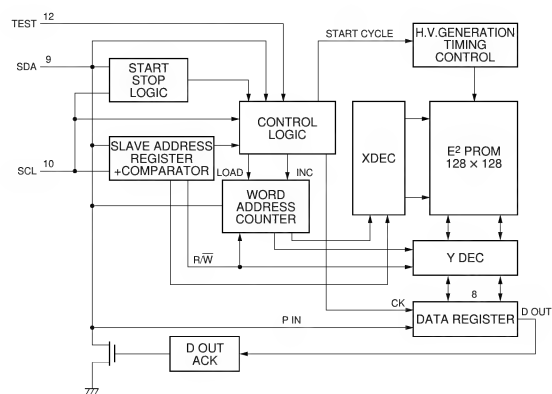 TEST 12
START CYCLE
H.V.GENERATION
TIMING
CONTROL
SDA 9
START
STOP
LOGIC
CONTROL
LOGIC
XDEC
E² PROM
128 × 128
SCL 10
SLAVE ADDRESS
REGISTER
+COMPARATOR
LOAD
INC
WORD
ADDRESS
COUNTER
R/W̅
Y DEC
8
CK
D OUT
P IN
DATA REGISTER
D OUT
ACK